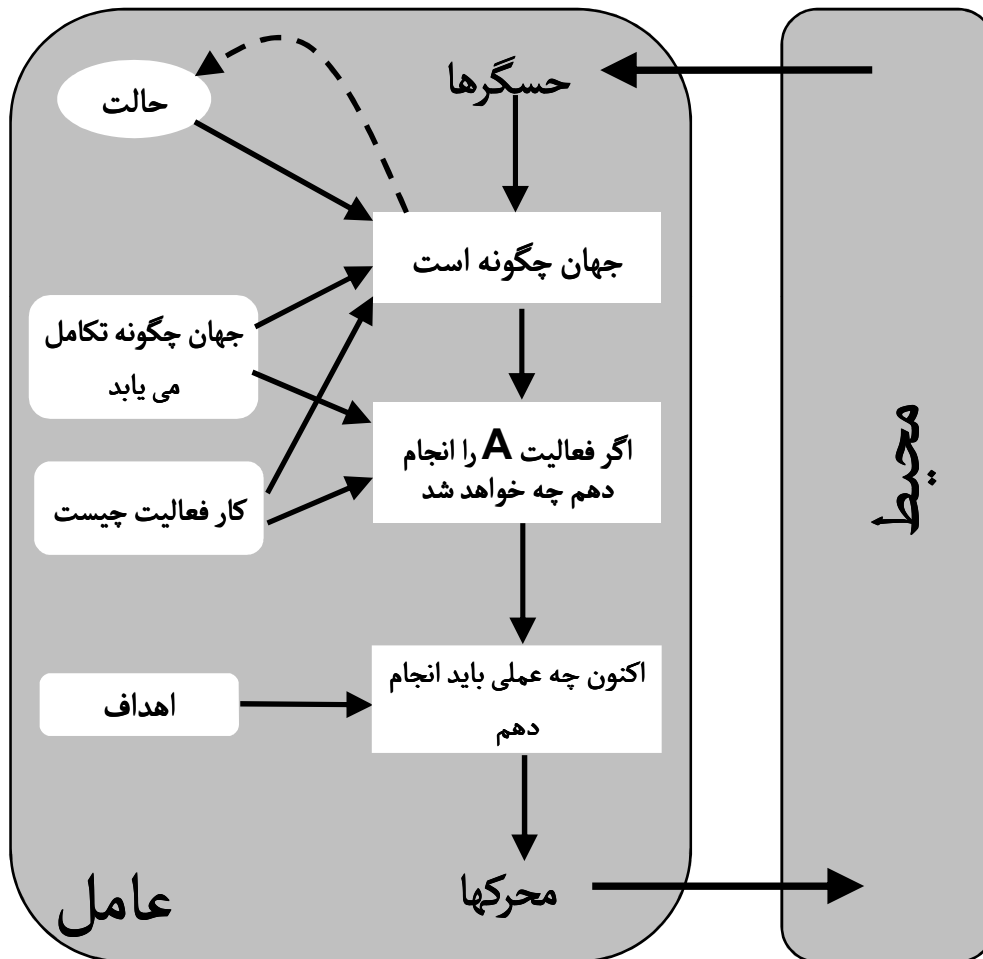 حسگرها
حالت
جهان چگونه است
جهان چگونه تکامل
می یابد
اگر فعالیت A را انجام
دهم چه خواهد شد
کار فعالیت چیست
اکنون چه عملی باید انجام
دهم
اهداف
محرکها
عامل
محیط